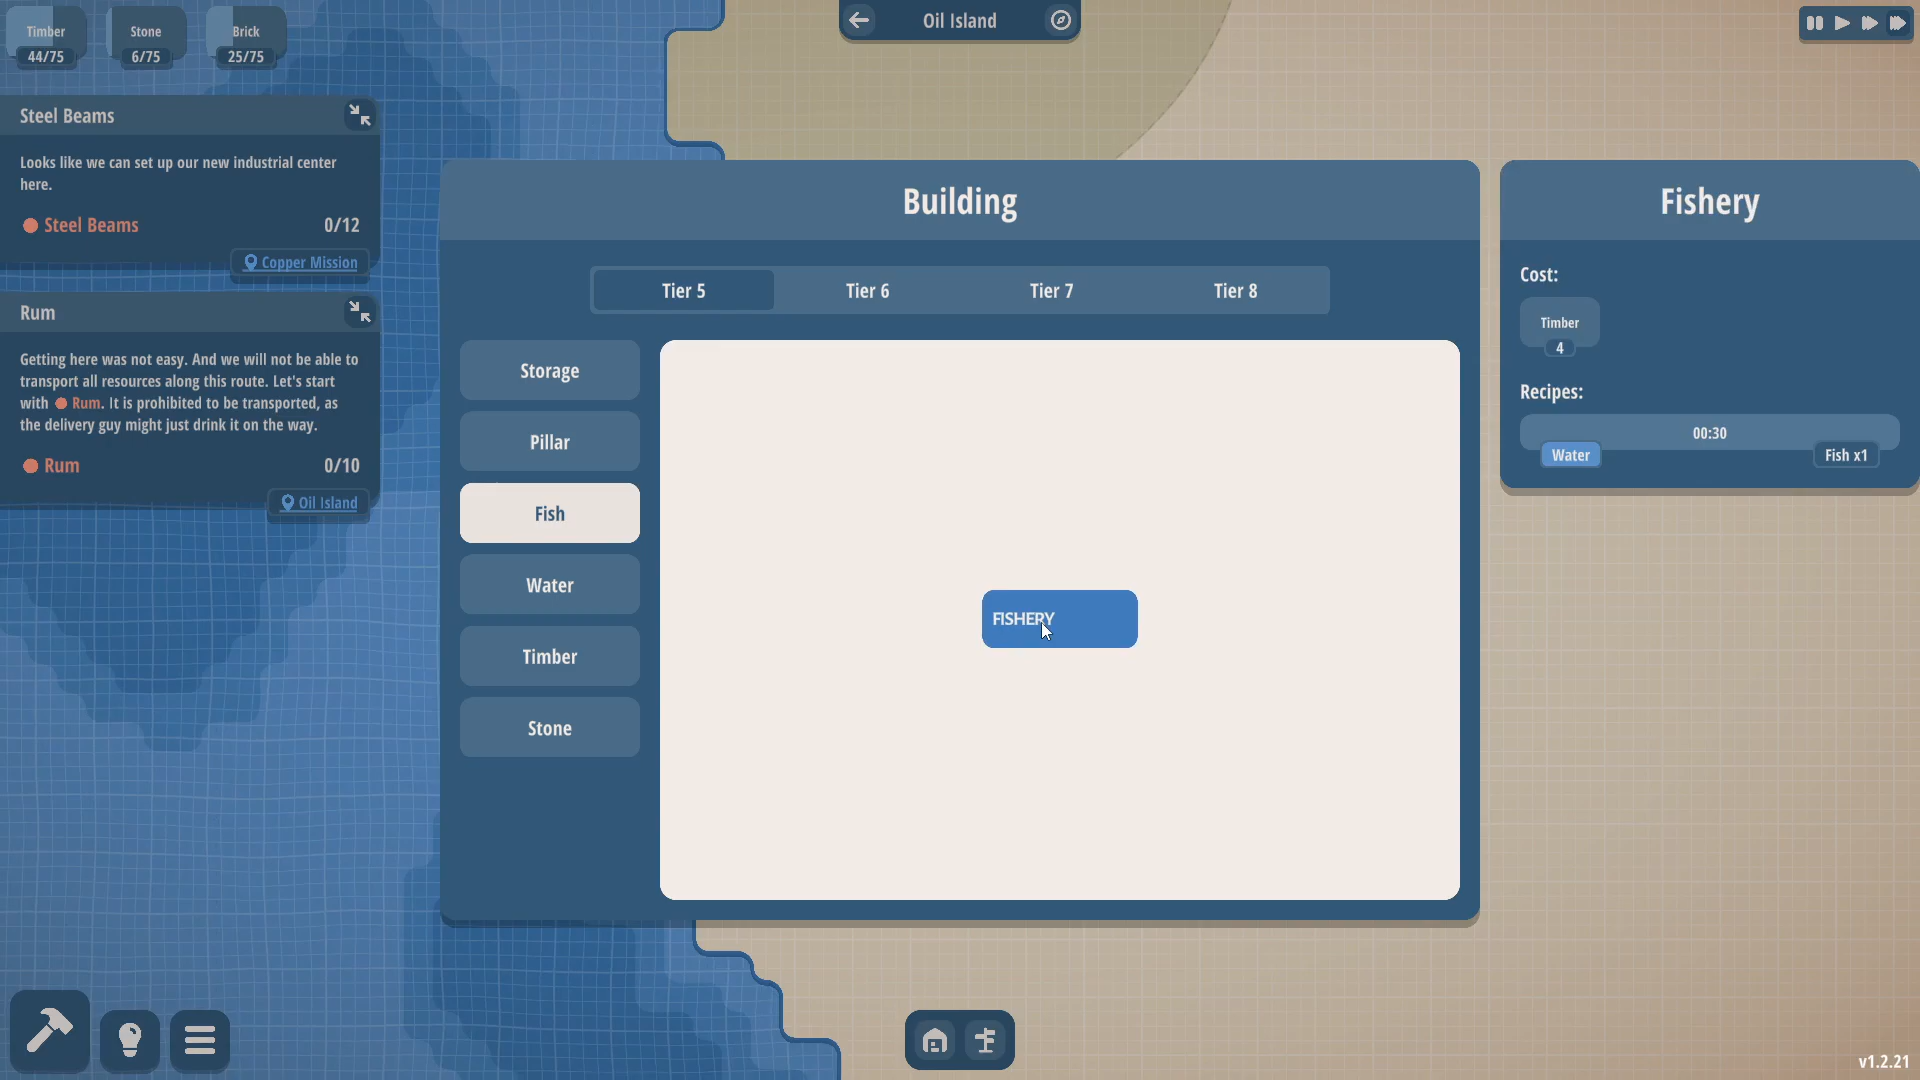 Timber
44/75
Stone
6/75
Brick
25/75
Oil Island
Steel Beams
Looks like we can set up our new industrial center
here.
Steel Beams 0/12
Copper Mission
Rum
Getting here was not easy. And we will not be able to
transport all resources along this route. Let's start
with Rum. It is prohibited to be transported, as
the delivery guy might just drink it on the way.
Rum 0/10
Oil Island
Building
Tier 5
Tier 6
Tier 7
Tier 8
Storage
Pillar
Fish
Water
Timber
Stone
FISHERY
Fishery
Cost:
Timber
4
Recipes:
00:30
Water
Fish x1
v1.2.21